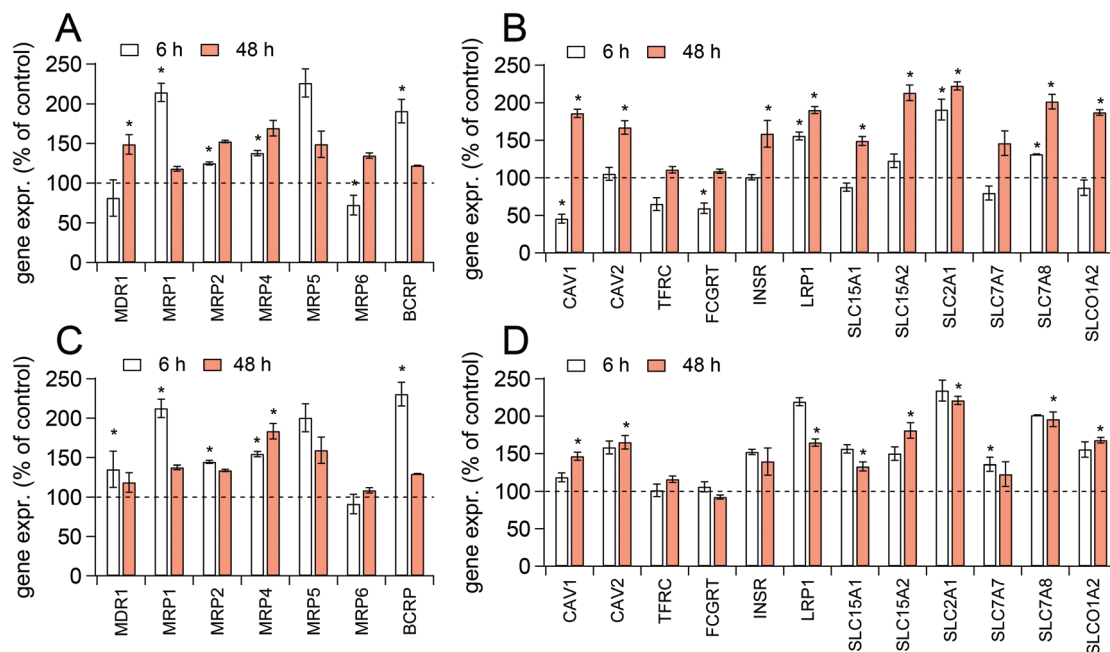 A
6 h 48 h
gene expr. (% of control)
250
200
150
100
50
0
* * * * * *
MDR1 MRP1 MRP2 MRP4 MRP5 MRP6 BCRP
B
6 h 48 h
gene expr. (% of control)
250
200
150
100
50
0
* * * * * * * * * * * * * *
CAV1 CAV2 TFRC FCGRT INSR LRP1 SLC15A1 SLC15A2 SLC2A1 SLC7A7 SLC7A8 SLCO1A2
C
6 h 48 h
gene expr. (% of control)
250
200
150
100
50
0
* * * * * *
MDR1 MRP1 MRP2 MRP4 MRP5 MRP6 BCRP
D
6 h 48 h
gene expr. (% of control)
250
200
150
100
50
0
* * * * * * * * *
CAV1 CAV2 TFRC FCGRT INSR LRP1 SLC15A1 SLC15A2 SLC2A1 SLC7A7 SLC7A8 SLCO1A2